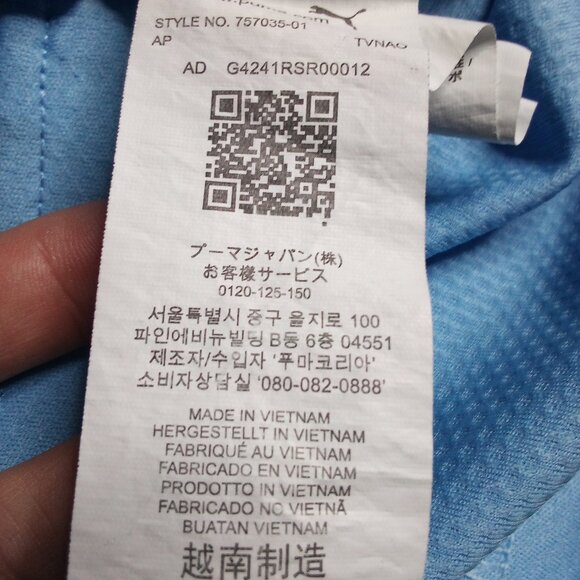 STYLE NO. 757035-01
AP TVNAG
AD G4241RSR00012
プーマジャパン(株)
お客様サービス
0120-125-150
서울특별시 중구 을지로 100
파인에비뉴빌딩 B동 6층 04551
제조자/수입자 '푸마코리아'
소비자상담실 '080-082-0888'
MADE IN VIETNAM
HERGESTELLT IN VIETNAM
FABRIQUÉ AU VIETNAM
FABRICADO EN VIETNAM
PRODOTTO IN VIETNAM
FABRICADO NO VIETNÃ
BUATAN VIETNAM
越南制造